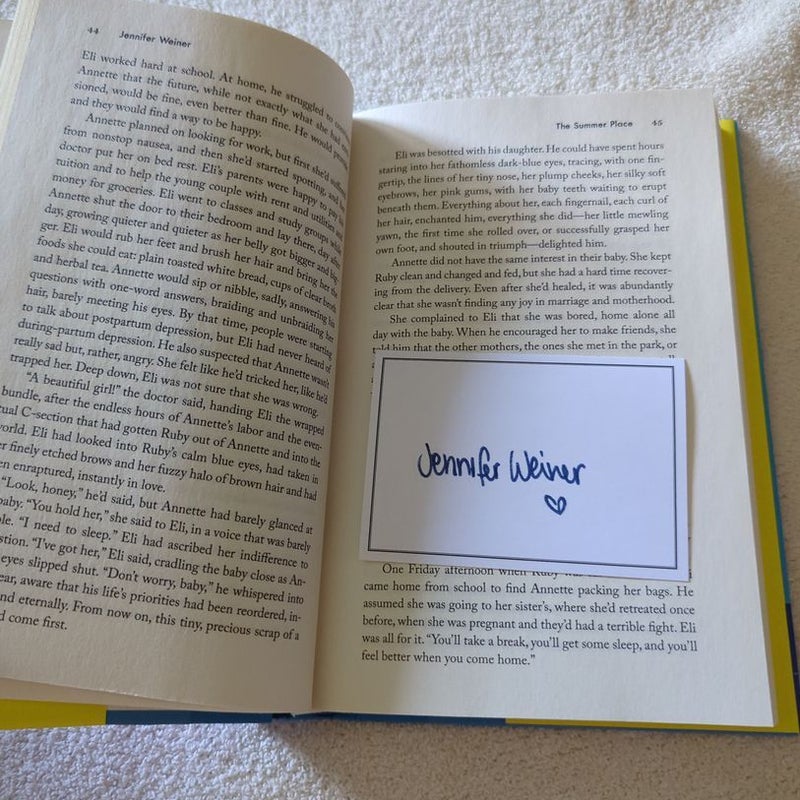 44 Jennifer Weiner
Eli worked hard at school. At home, he struggled to
Annette that the future, while not exactly what she had
sioned, would be fine, even better than fine. He would
and they would find a way to be happy.
Annette planned on looking for work, but first she'd
from nonstop nausea, and then she'd started spotting, and
doctor put her on bed rest. Eli's parents were happy to pay his
tuition and to help the young couple with rent and utilities and
money for groceries. Eli went to classes and study groups while
Annette shut the door to their bedroom and lay there, day after
day, growing quieter and quieter as her belly got bigger and big-
ger. Eli would rub her feet and brush her hair and bring her the
foods she could eat: plain toasted white bread, cups of clear broth
and herbal tea. Annette would sip or nibble, sadly, answering his
questions with one-word answers, braiding and unbraiding her
hair, barely meeting his eyes. By that time, people were starting
to talk about postpartum depression, but Eli had never heard of
during-partum depression. He also suspected that Annette wasn't
really sad but, rather, angry. She felt like he'd tricked her, like he'd
trapped her. Deep down, Eli was not sure that she was wrong.
"A beautiful girl!" the doctor said, handing Eli the wrapped
bundle, after the endless hours of Annette's labor and the even-
tual C-section that had gotten Ruby out of Annette and into the
world. Eli had looked into Ruby's calm blue eyes, had taken in
er finely etched brows and her fuzzy halo of brown hair and had
en enraptured, instantly in love.
"Look, honey," he'd said, but Annette had barely glanced at
baby. "You hold her," she said to Eli, in a voice that was barely
le. "I need to sleep." Eli had ascribed her indifference to
stion. "I've got her," Eli said, cradling the baby close as An-
eyes slipped shut. "Don't worry, baby," he whispered into
ear, aware that his life's priorities had been reordered, in-
nd eternally. From now on, this tiny, precious scrap of a
d come first.
The Summer Place 45
Eli was besotted with his daughter. He could have spent hours
staring into her fathomless dark-blue eyes, tracing, with one fin-
gertip, the lines of her tiny nose, her plump cheeks, her silky soft
eyebrows, her pink gums, with her baby teeth waiting to erupt
beneath them. Everything about her, each fingernail, each curl of
her hair, enchanted him, everything she did—her little mewling
yawn, the first time she rolled over, or successfully grasped her
own foot, and shouted in triumph—delighted him.
Annette did not have the same interest in their baby. She kept
Ruby clean and changed and fed, but she had a hard time recover-
ing from the delivery. Even after she'd healed, it was abundantly
clear that she wasn't finding any joy in marriage and motherhood.
She complained to Eli that she was bored, home alone all
day with the baby. When he encouraged her to make friends, she
told him that the other mothers, the ones she met in the park, or
Jennifer Weiner
♡
One Friday afternoon when Ruby was
came home from school to find Annette packing her bags. He
assumed she was going to her sister's, where she'd retreated once
before, when she was pregnant and they'd had a terrible fight. Eli
was all for it. "You'll take a break, you'll get some sleep, and you'll
feel better when you come home."